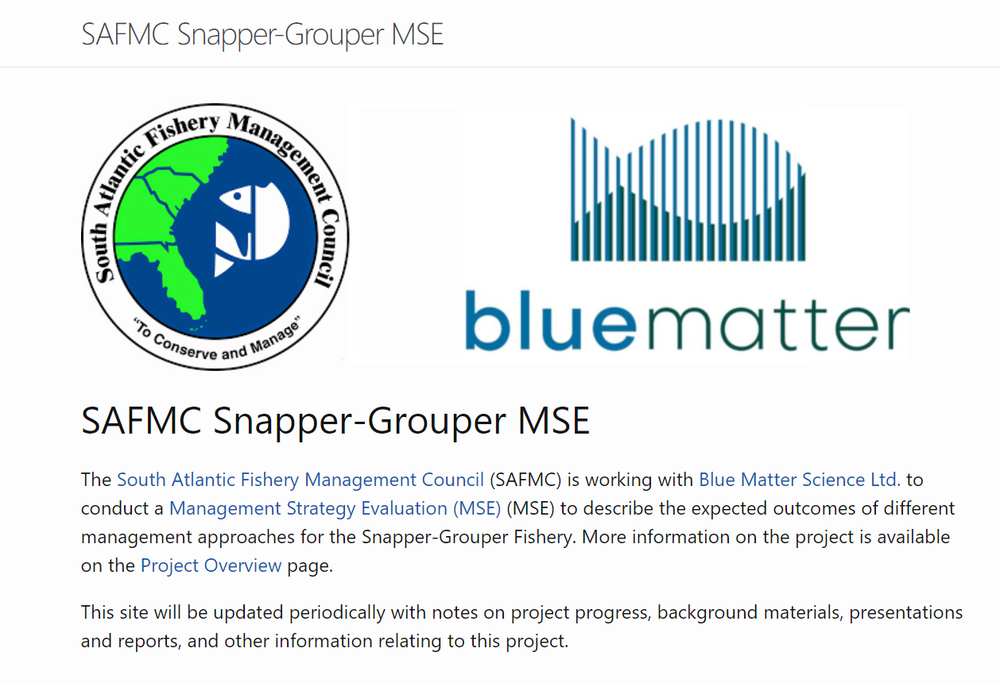 SAFMC Snapper-Grouper MSE
South Atlantic Fishery Management Council
“To Conserve and Manage”
bluematter
SAFMC Snapper-Grouper MSE
The South Atlantic Fishery Management Council (SAFMC) is working with Blue Matter Science Ltd. to
conduct a Management Strategy Evaluation (MSE) (MSE) to describe the expected outcomes of different
management approaches for the Snapper-Grouper Fishery. More information on the project is available
on the Project Overview page.
This site will be updated periodically with notes on project progress, background materials, presentations
and reports, and other information relating to this project.